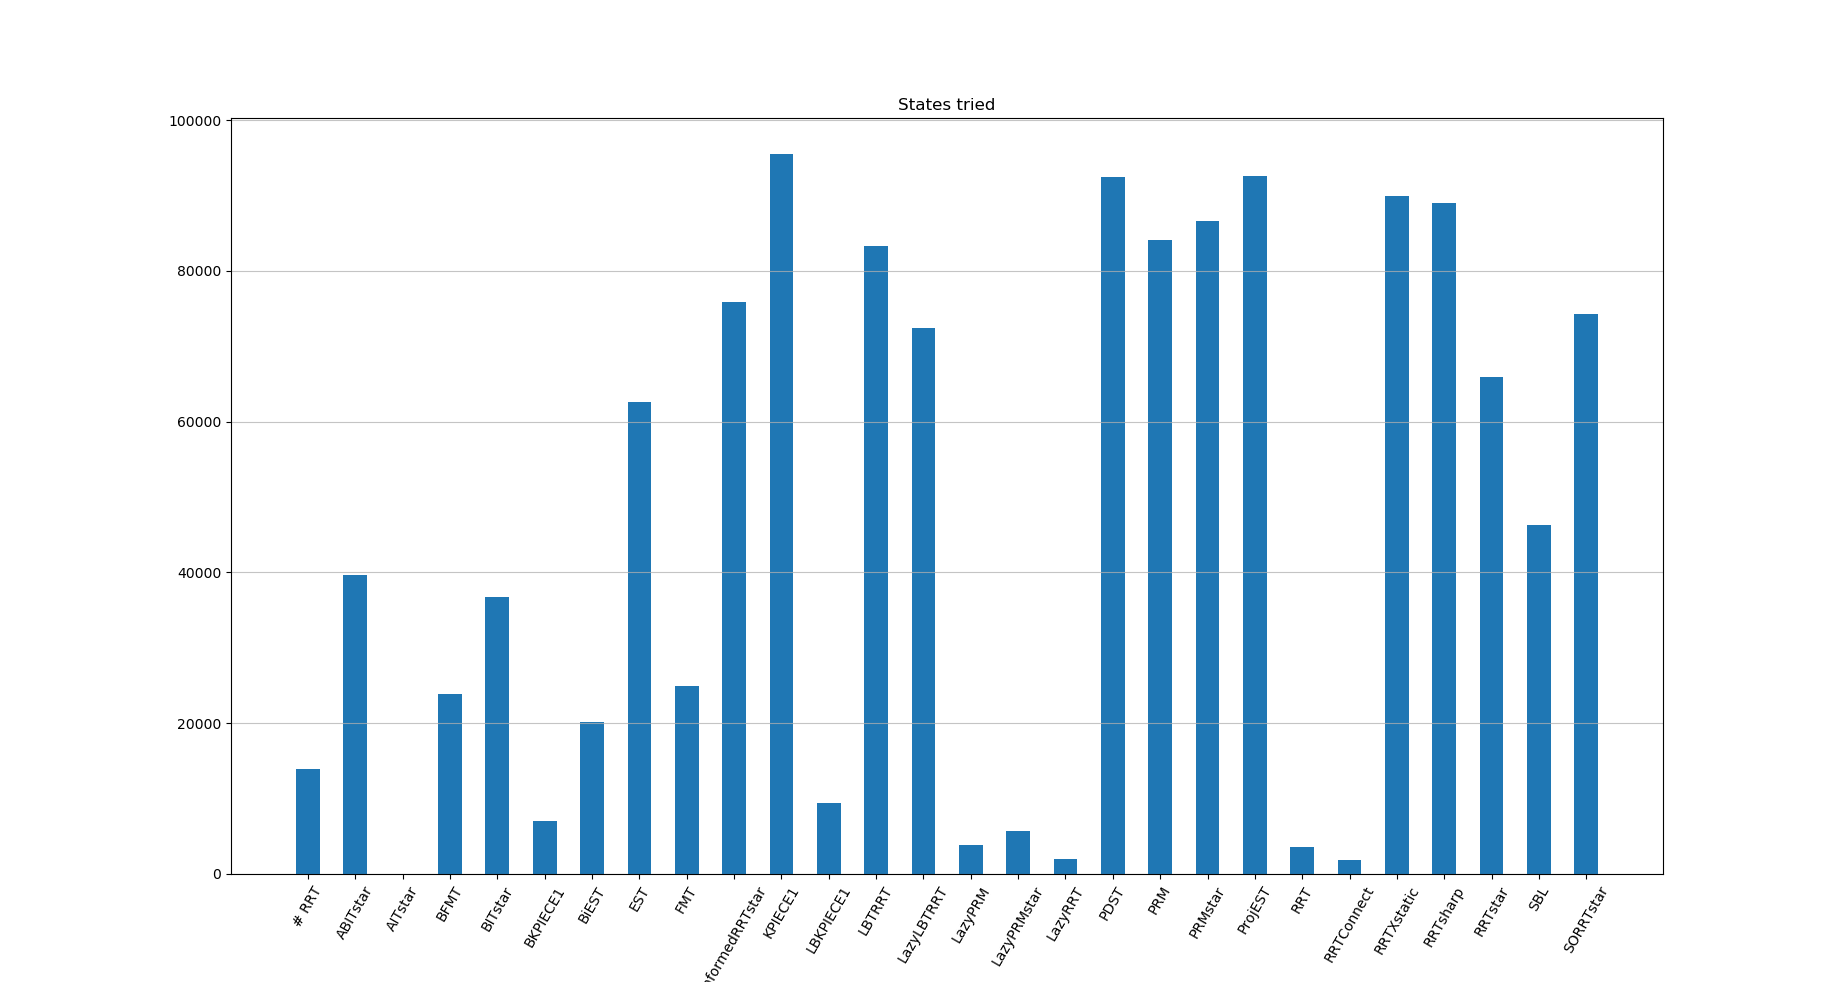 States tried
100000
80000
60000
40000
20000
0
# RRT
ABITstar
AITstar
BFMT
BITstar
BKPIECE1
BiEST
EST
FMT
formedRRTstar
KPIECE1
LBKPIECE1
LBTRRT
LazyLBTRRT
LazyPRM
LazyPRMstar
LazyRRT
PDST
PRM
PRMstar
ProjEST
RRT
RRTConnect
RRTXstatic
RRTsharp
RRTstar
SBL
SORRTstar